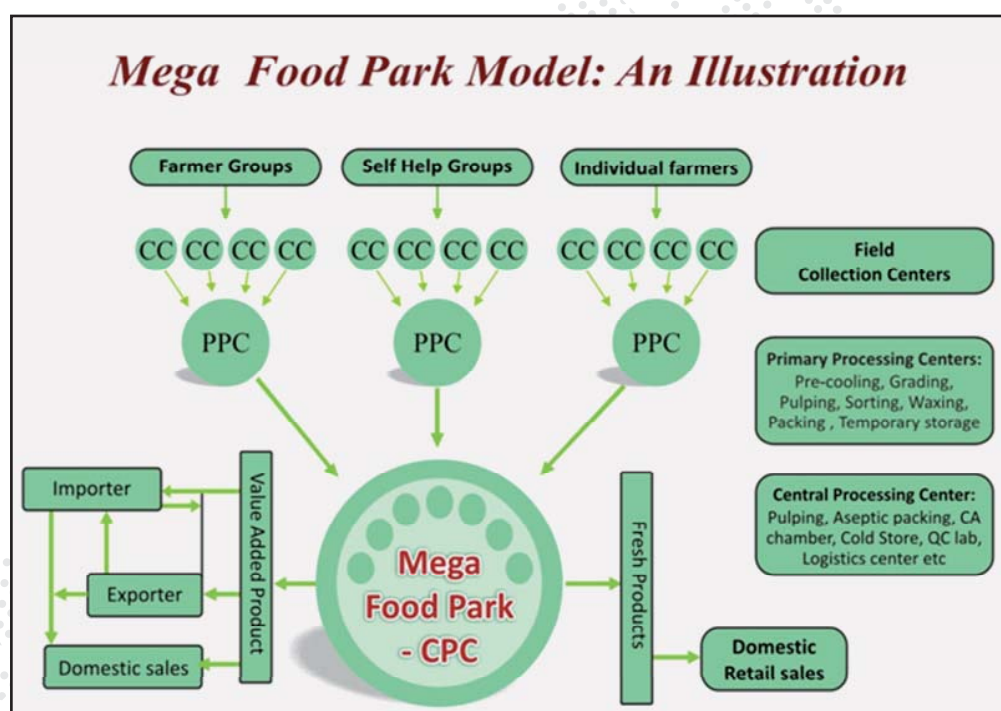 Mega Food Park Model: An Illustration
Farmer Groups
Self Help Groups
Individual farmers
CC CC CC CC
CC CC CC CC
CC CC CC CC
Field
Collection Centers
PPC
PPC
PPC
Primary Processing Centers:
Pre-cooling, Grading,
Pulping, Sorting, Waxing,
Packing , Temporary storage
Importer
Exporter
Domestic sales
Value Added Product
Mega
Food Park
- CPC
Fresh Products
Central Processing Center:
Pulping, Aseptic packing, CA
chamber, Cold Store, QC lab,
Logistics center etc
Domestic
Retail sales